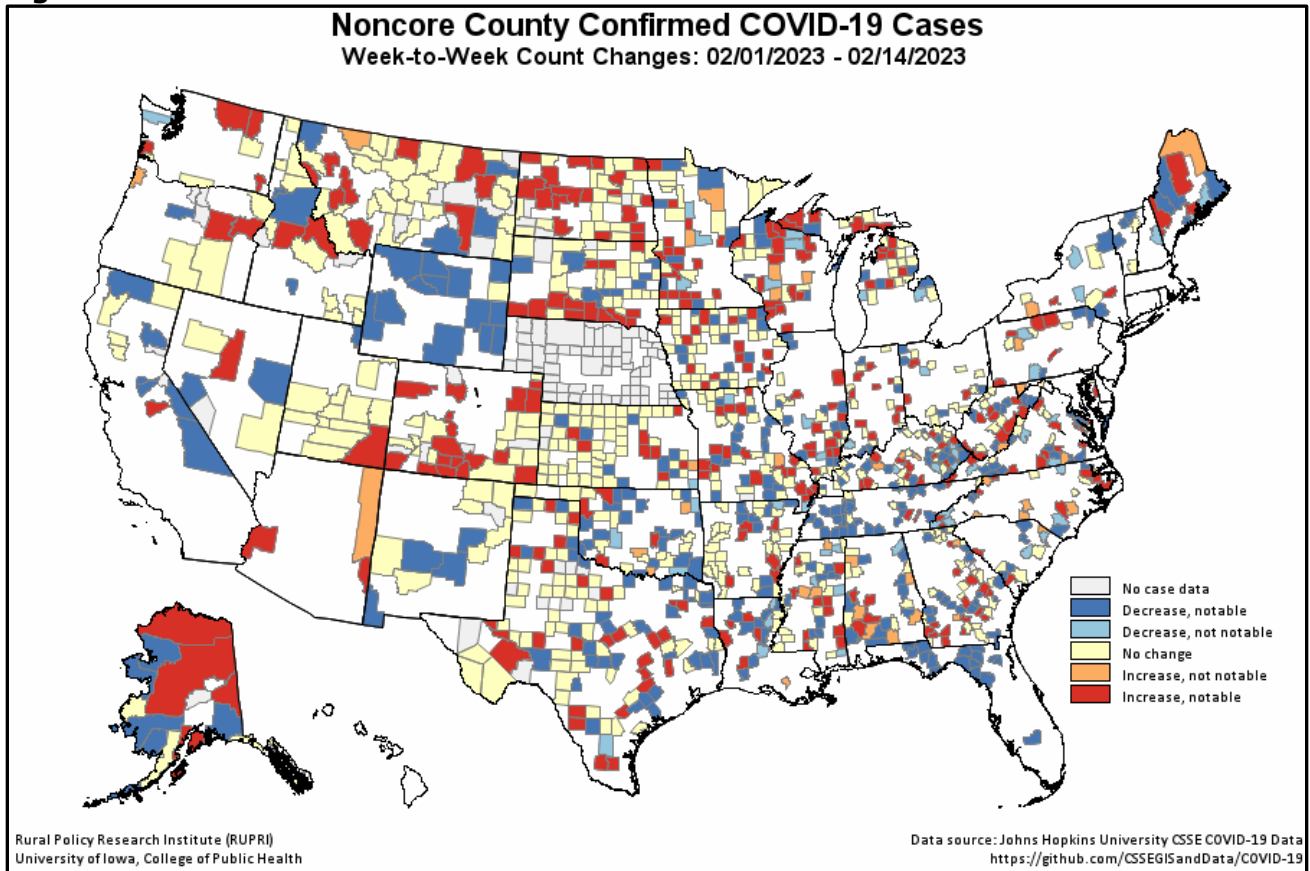 Noncore County Confirmed COVID-19 Cases
Week-to-Week Count Changes: 02/01/2023 - 02/14/2023
No case data
Decrease, notable
Decrease, not notable
No change
Increase, not notable
Increase, notable
Rural Policy Research Institute (RUPRI)
University of Iowa, College of Public Health
Data source: Johns Hopkins University CSSE COVID-19 Data
https://github.com/CSSEGISandData/COVID-19